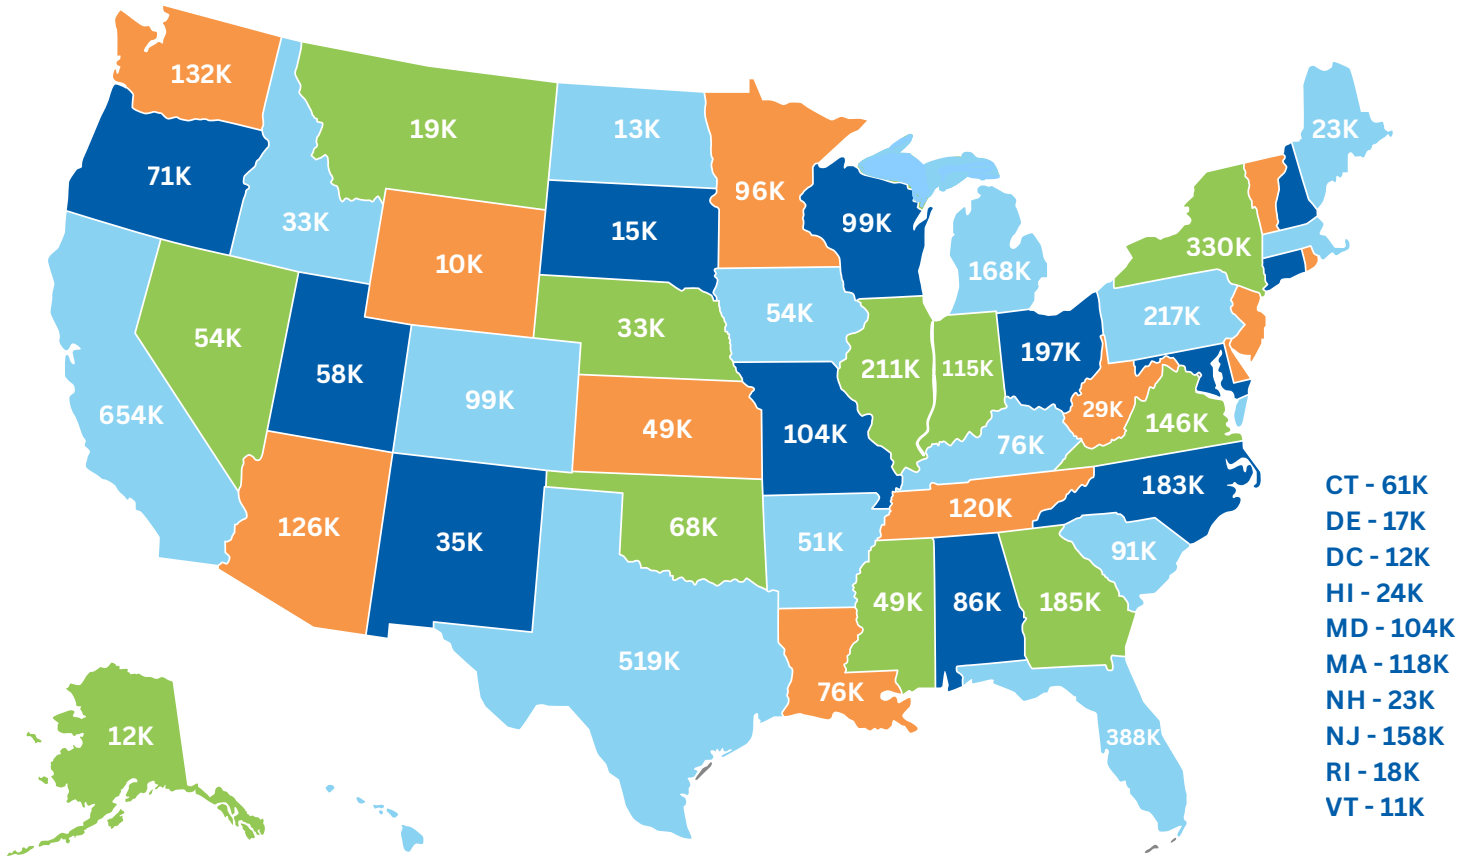 132K
19K
13K
23K
71K
96K
33K
15K
99K
330K
10K
168K
54K
33K
217K
54K
58K
197K
211K
115K
99K
654K
49K
29K
146K
104K
76K
183K
126K
120K
68K
35K
51K
91K
49K
86K
185K
519K
76K
12K
388K
CT - 61K
DE - 17K
DC - 12K
HI - 24K
MD - 104K
MA - 118K
NH - 23K
NJ - 158K
RI - 18K
VT - 11K